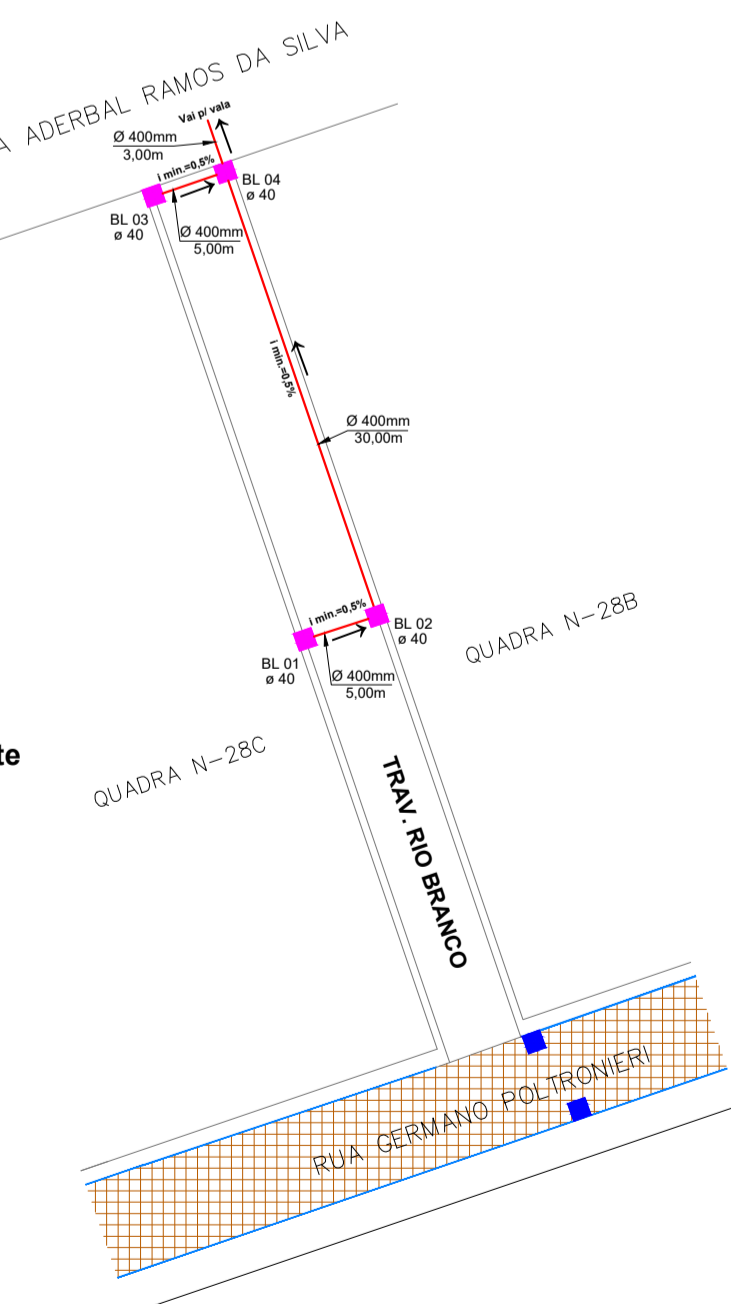 A ADERBAL RAMOS DA SILVA
Vai p/ vala
Ø 400mm
3,00m
i min.=0,5%
BL 04
ø 40
BL 03
ø 40
Ø 400mm
5,00m
i min.=0,5%
Ø 400mm
30,00m
i min.=0,5%
BL 02
ø 40
BL 01
ø 40
Ø 400mm
5,00m
QUADRA N-28B
te
QUADRA N-28C
TRAV. RIO BRANCO
RUA GERMANO POLTRONIERI